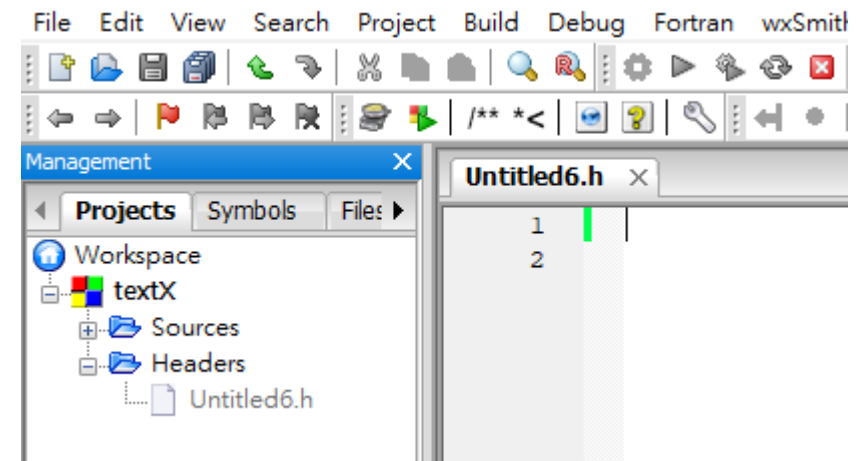 File Edit View Search Project Build Debug Fortran wxSmith
/** *<
Management
Untitled6.h
Projects Symbols Files
1
2
Workspace
textX
Sources
Headers
Untitled6.h